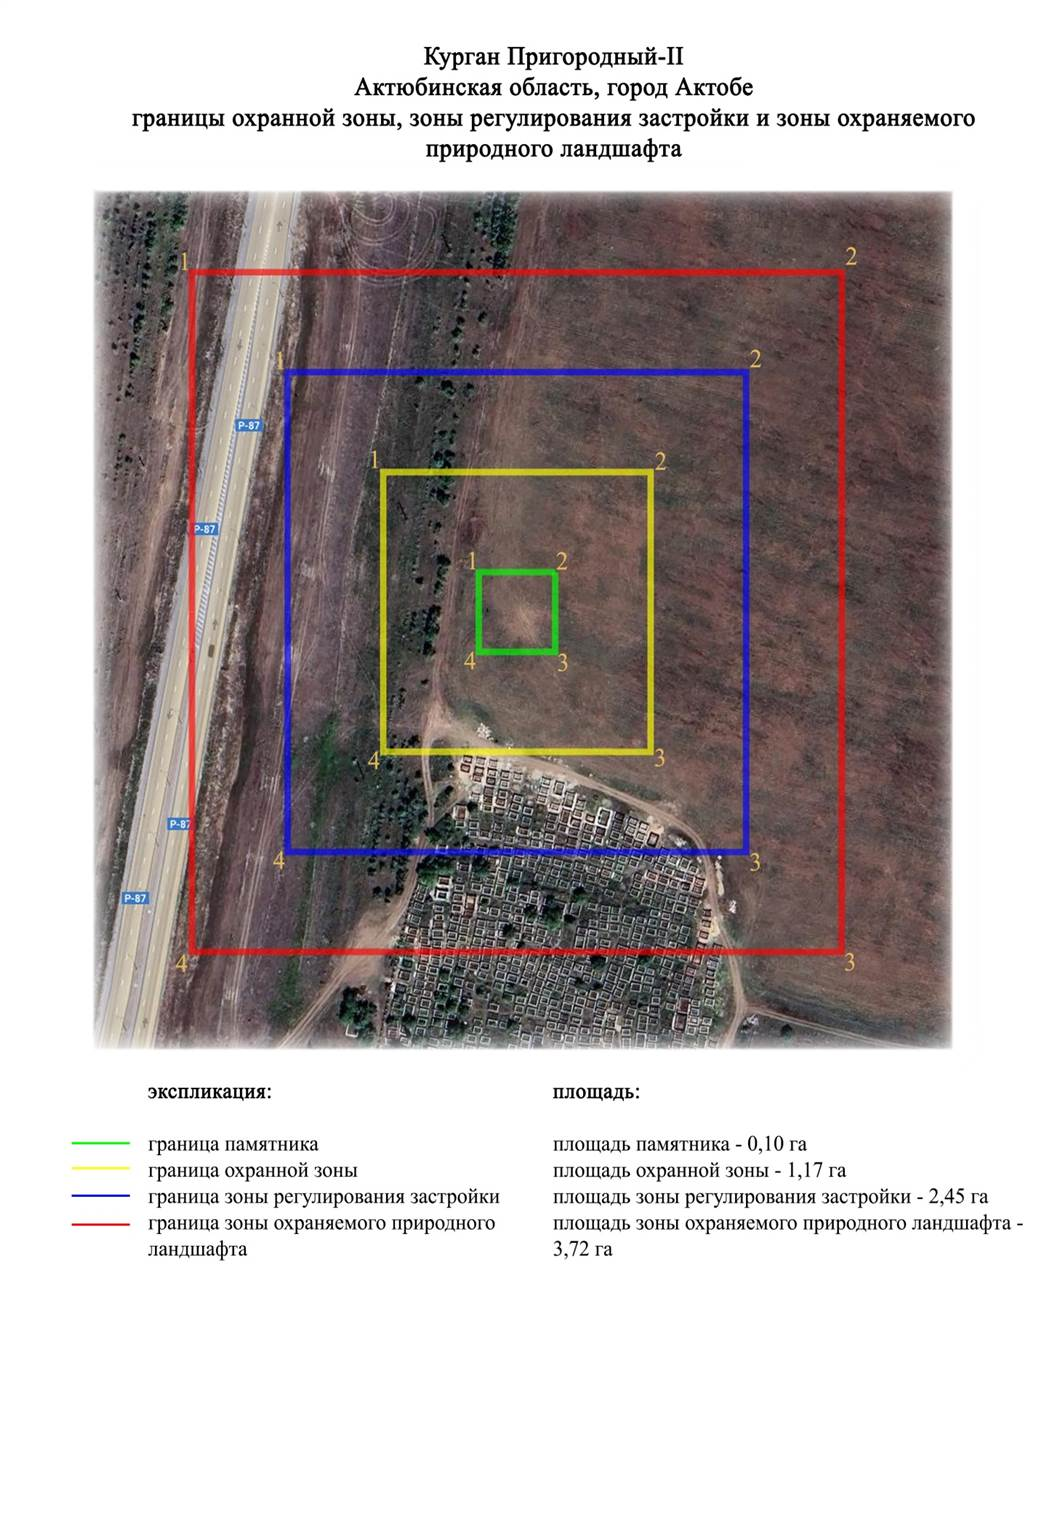 Курган Пригородный-II
Актюбинская область, город Актобе
границы охранной зоны, зоны регулирования застройки и зоны охраняемого
природного ландшафта
1
2
1
2
P-87
1
2
P-87
1
2
4
3
4
3
P-87
4
3
P-87
4
3
экспликация:
площадь:
граница памятника
площадь памятника - 0,10 га
граница охранной зоны
площадь охранной зоны - 1,17 га
граница зоны регулирования застройки
площадь зоны регулирования застройки - 2,45 га
граница зоны охраняемого природного
площадь зоны охраняемого природного ландшафта -
ландшафта
3,72 га